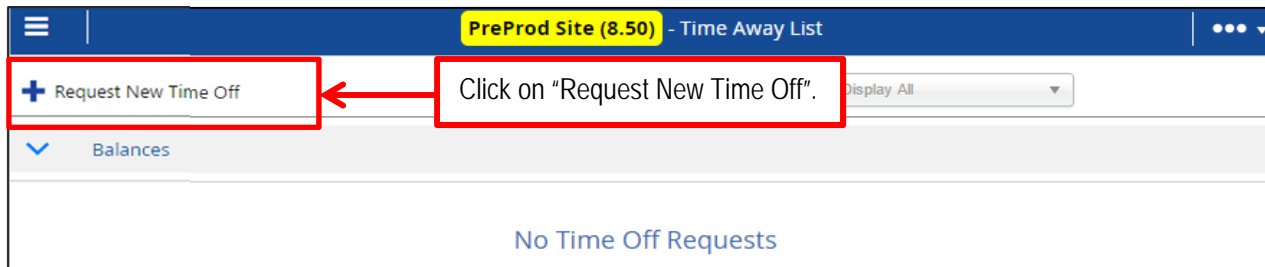 PreProd Site (8.50) - Time Away List
Request New Time Off
Click on "Request New Time Off".
Display All
Balances
No Time Off Requests